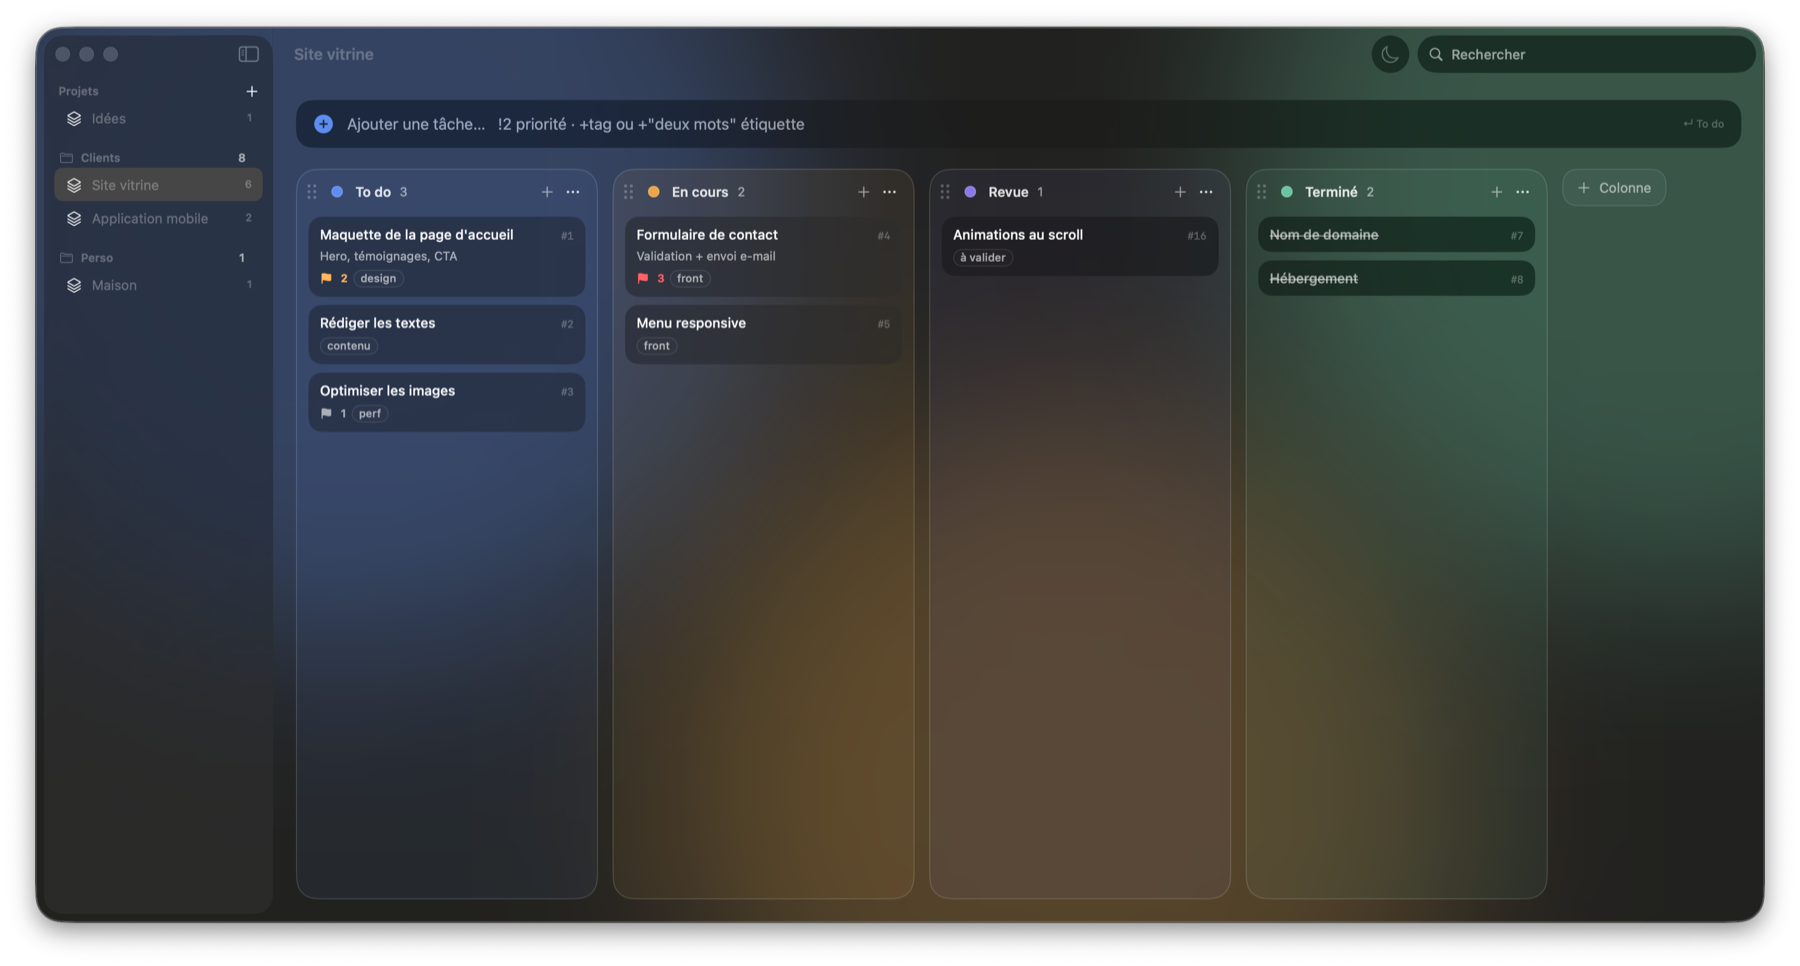 Projets
Idées 1
Clients 8
Site vitrine 6
Application mobile 2
Perso 1
Maison 1
Site vitrine
Rechercher
Ajouter une tâche... !2 priorité · +tag ou +"deux mots" étiquette
↵ To do
To do 3
Maquette de la page d'accueil #1
Hero, témoignages, CTA
2 design
Rédiger les textes #2
contenu
Optimiser les images #3
1 perf
En cours 2
Formulaire de contact #4
Validation + envoi e-mail
3 front
Menu responsive #5
front
Revue 1
Animations au scroll #16
à valider
Terminé 2
Nom de domaine #7
Hébergement #8
+ Colonne